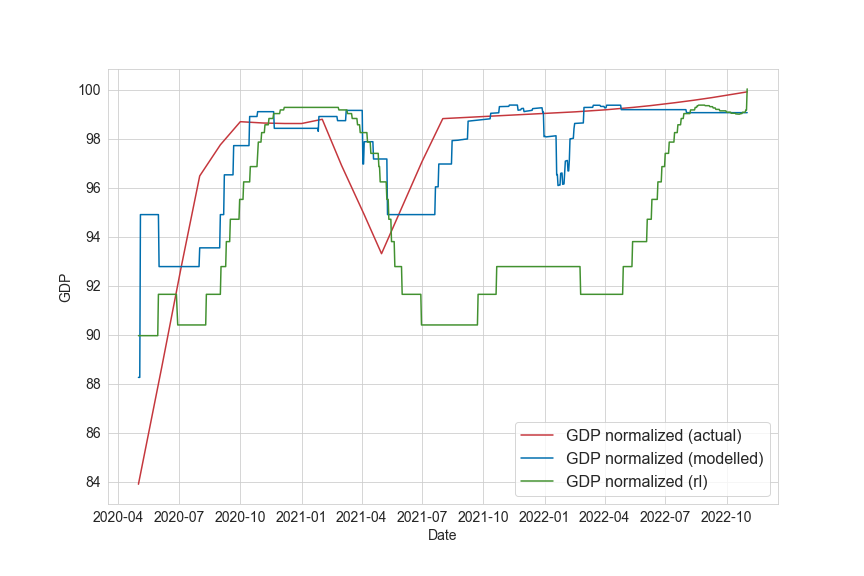 100
98
96
94
92
90
88
86
84
GDP
GDP normalized (actual)
GDP normalized (modelled)
GDP normalized (rl)
2020-04 2020-07 2020-10 2021-01 2021-04 2021-07 2021-10 2022-01 2022-04 2022-07 2022-10
Date